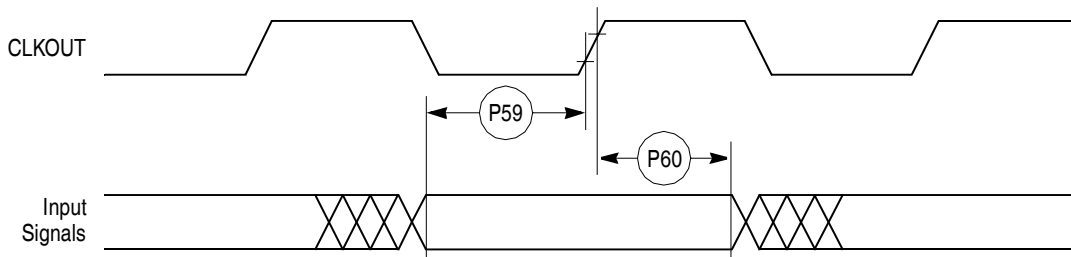 CLKOUT
P59
P60
Input
Signals